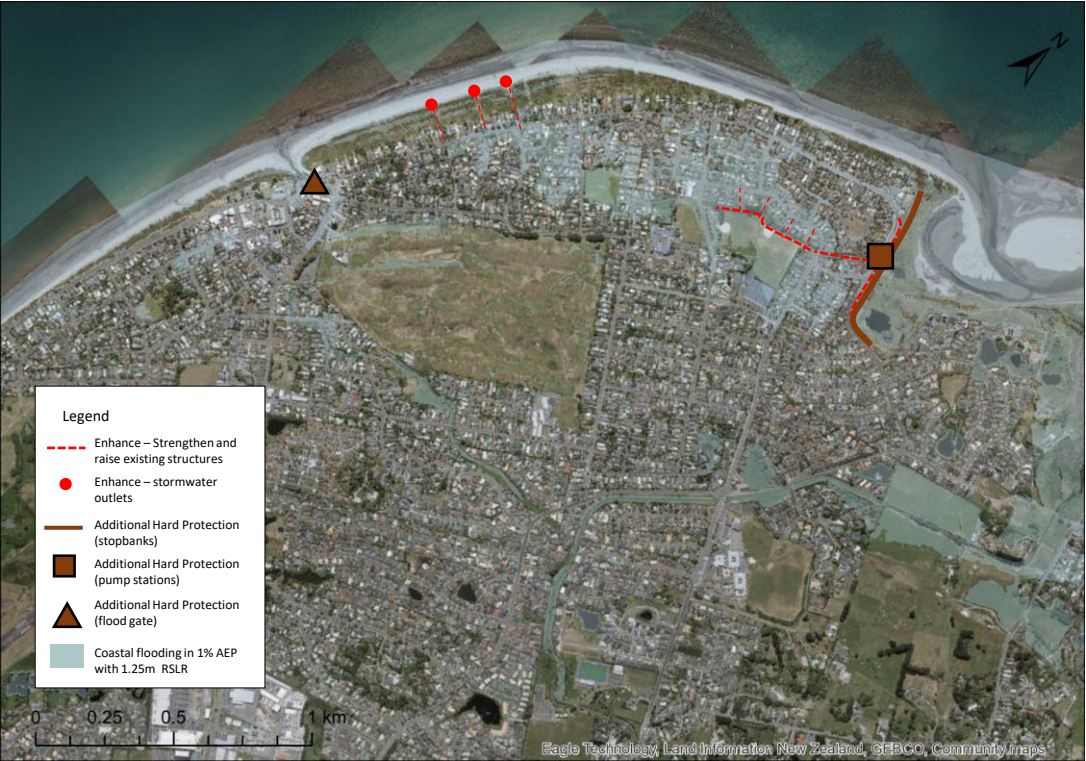 N
Legend
Enhance – Strengthen and
raise existing structures
Enhance – stormwater
outlets
Additional Hard Protection
(stopbanks)
Additional Hard Protection
(pump stations)
Additional Hard Protection
(flood gate)
Coastal flooding in 1% AEP
with 1.25m RSLR
0 0.25 0.5 1 km
Eagle Technology, Land Information New Zealand, GEBCO, Community maps